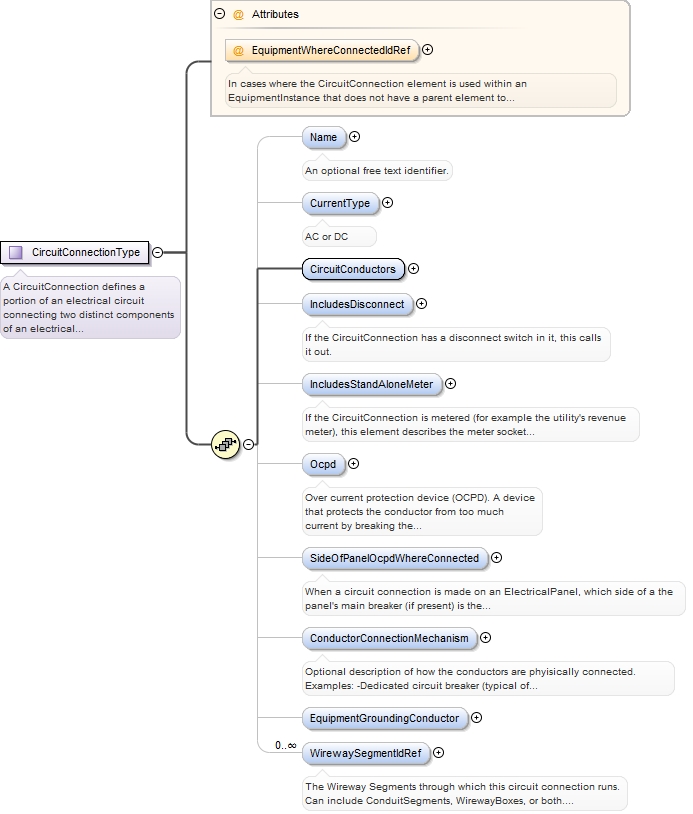 Attributes
@ EquipmentWhereConnectedIdRef
In cases where the CircuitConnection element is used within an
EquipmentInstance that does not have a parent element to...
Name
An optional free text identifier.
CurrentType
AC or DC
CircuitConnectionType
A CircuitConnection defines a
portion of an electrical circuit
connecting two distinct components
of an electrical...
CircuitConductors
IncludesDisconnect
If the CircuitConnection has a disconnect switch in it, this calls
it out.
IncludesStandAloneMeter
If the CircuitConnection is metered (for example the utility's revenue
meter), this element describes the meter socket...
Ocpd
Over current protection device (OCPD). A device
that protects the conductor from too much
current by breaking the...
SideOfPanelOcpdWhereConnected
When a circuit connection is made on an ElectricalPanel, which side of a the
panel's main breaker (if present) is the...
ConductorConnectionMechanism
Optional description of how the conductors are phyisically connected.
Examples: -Dedicated circuit breaker (typical of...
EquipmentGroundingConductor
0..∞
WirewaySegmentIdRef
The Wireway Segments through which this circuit connection runs.
Can include ConduitSegments, WirewayBoxes, or both....